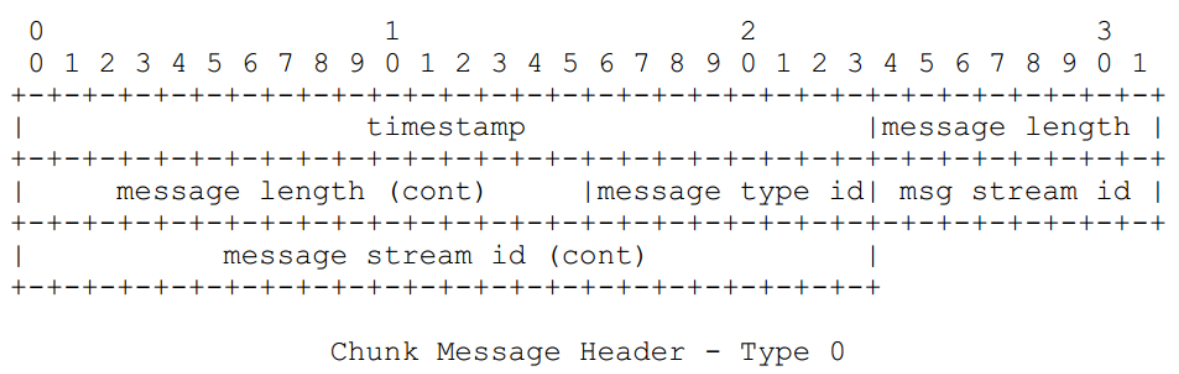 0                   1                   2                   3
 0 1 2 3 4 5 6 7 8 9 0 1 2 3 4 5 6 7 8 9 0 1 2 3 4 5 6 7 8 9 0 1
+-+-+-+-+-+-+-+-+-+-+-+-+-+-+-+-+-+-+-+-+-+-+-+-+-+-+-+-+-+-+-+-+
|                   timestamp                   |message length |
+-+-+-+-+-+-+-+-+-+-+-+-+-+-+-+-+-+-+-+-+-+-+-+-+-+-+-+-+-+-+-+-+
|     message length (cont)     |message type id| msg stream id |
+-+-+-+-+-+-+-+-+-+-+-+-+-+-+-+-+-+-+-+-+-+-+-+-+-+-+-+-+-+-+-+-+
|           message stream id (cont)            |
+-+-+-+-+-+-+-+-+-+-+-+-+-+-+-+-+-+-+-+-+-+-+-+-+
Chunk Message Header - Type 0